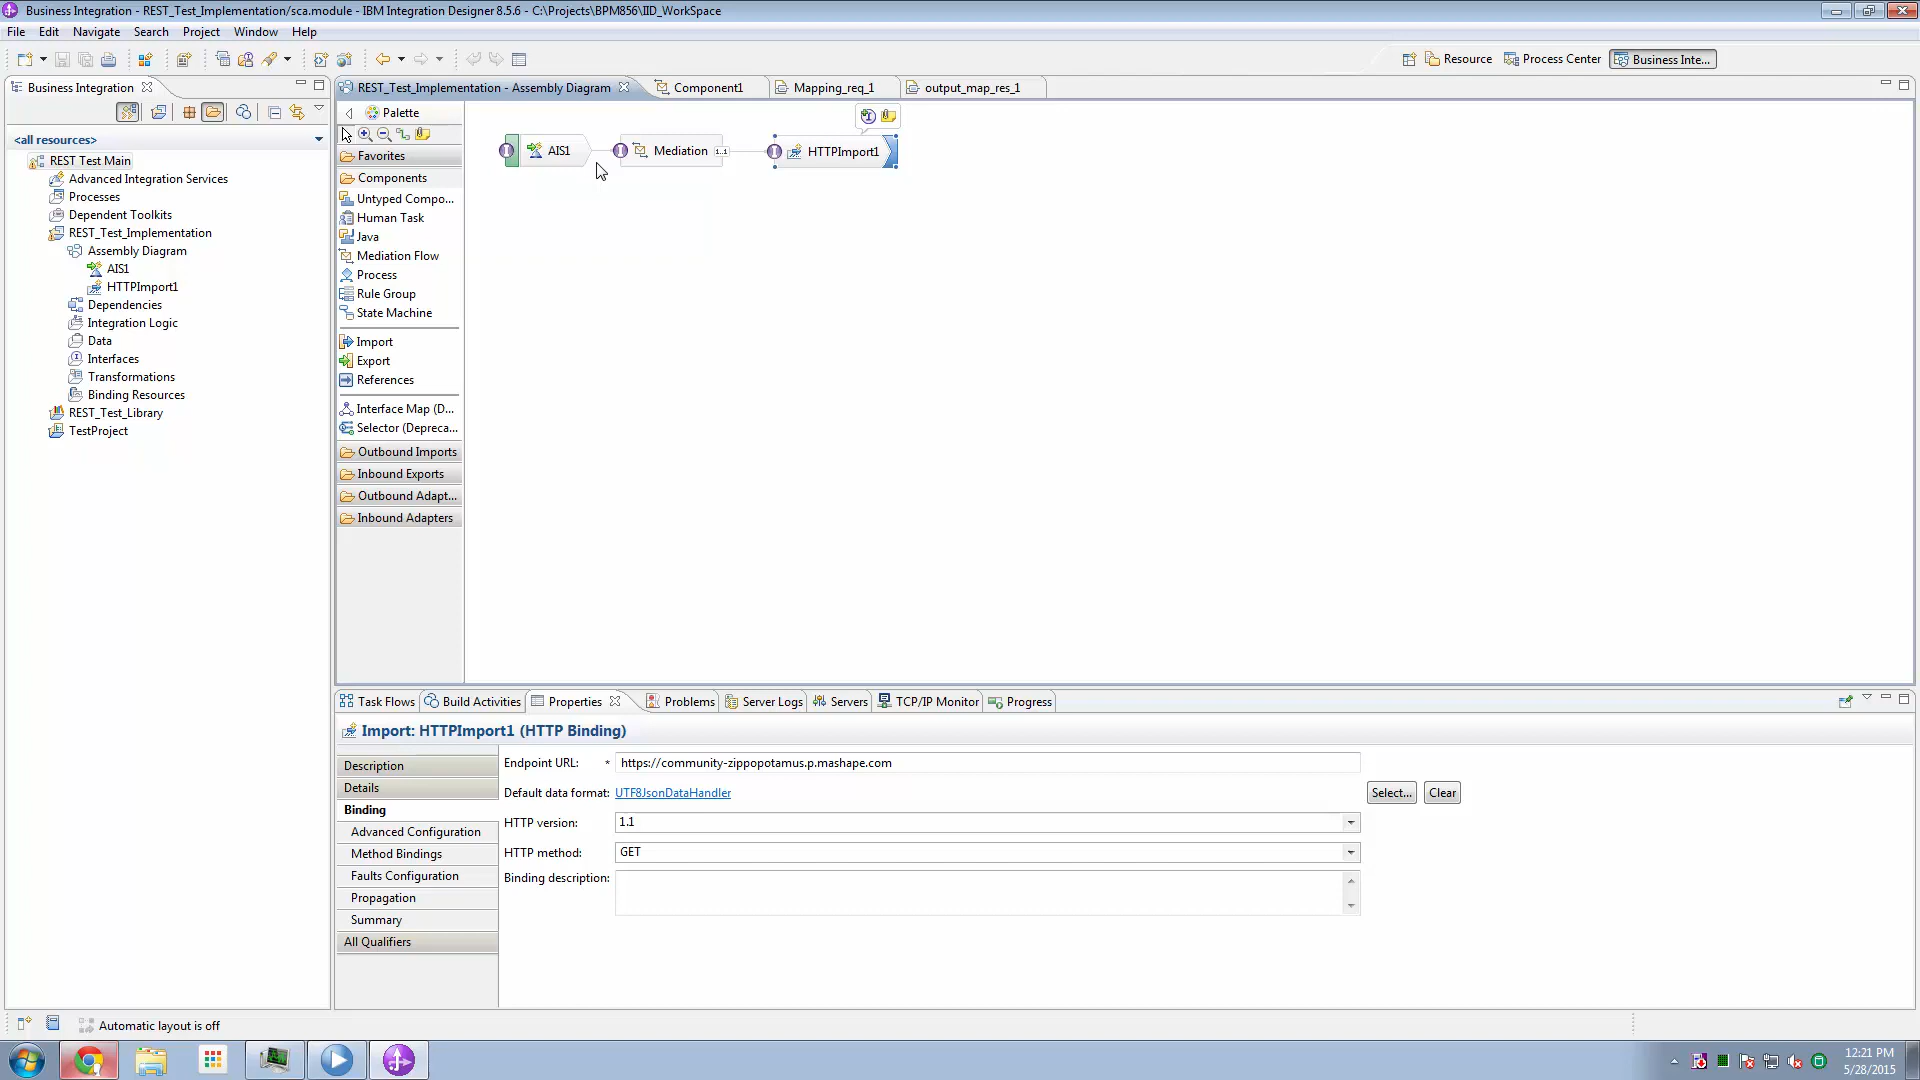 Business Integration - REST_Test_Implementation/sca.module - IBM Integration Designer 8.5.6 - C:\Projects\BPM856\IID_WorkSpace
File Edit Navigate Search Project Window Help
Resource Process Center Business Inte...
Business Integration
REST_Test_Implementation - Assembly Diagram Component1 Mapping_req_1 output_map_res_1
<all resources>
REST Test Main
Advanced Integration Services
Processes
Dependent Toolkits
REST_Test_Implementation
Assembly Diagram
AIS1
HTTPImport1
Dependencies
Integration Logic
Data
Interfaces
Transformations
Binding Resources
REST_Test_Library
TestProject
Palette
Favorites
Components
Untyped Compo...
Human Task
Java
Mediation Flow
Process
Rule Group
State Machine
Import
Export
References
Interface Map (D...
Selector (Depreca...
Outbound Imports
Inbound Exports
Outbound Adapt...
Inbound Adapters
AIS1 Mediation 1..1 HTTPImport1
Task Flows Build Activities Properties Problems Server Logs Servers TCP/IP Monitor Progress
Import: HTTPImport1 (HTTP Binding)
Description
Details
Binding
Advanced Configuration
Method Bindings
Faults Configuration
Propagation
Summary
All Qualifiers
Endpoint URL: * https://community-zippopotamus.p.mashape.com
Default data format: UTF8JsonDataHandler Select... Clear
HTTP version: 1.1
HTTP method: GET
Binding description:
Automatic layout is off
12:21 PM
5/28/2015